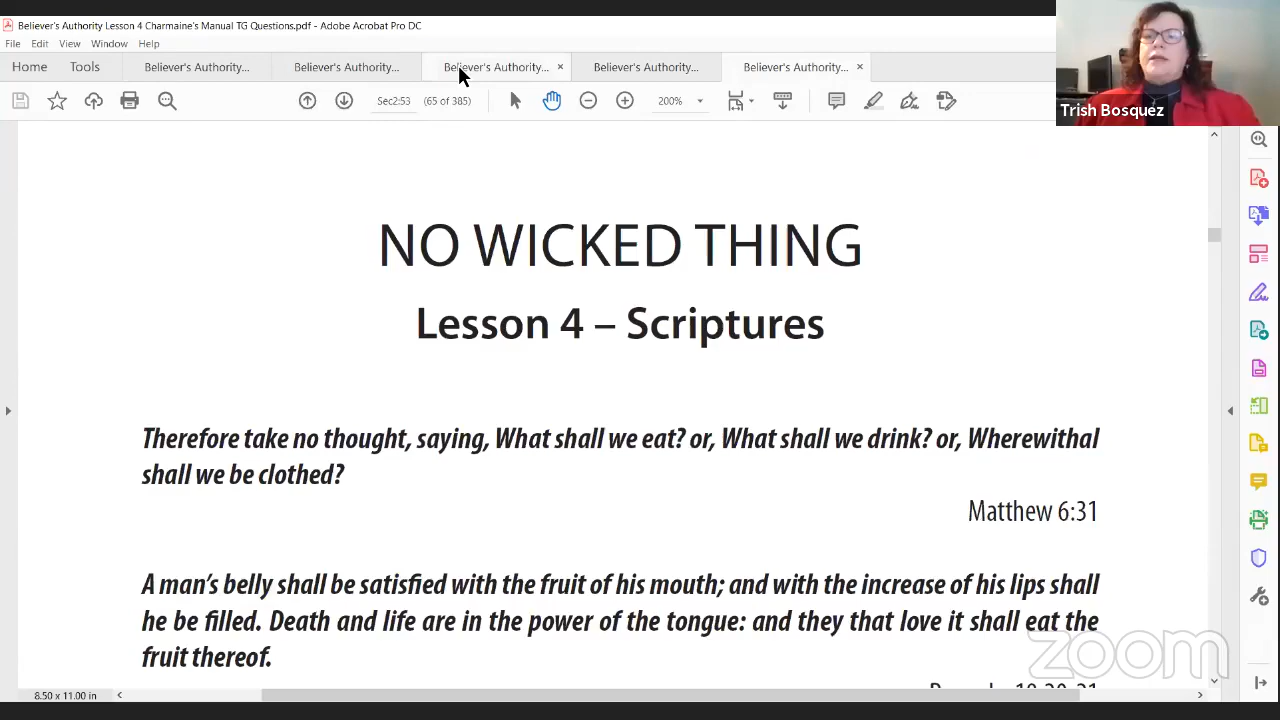 Believer's Authority Lesson 4 Charmaine's Manual TG Questions.pdf - Adobe Acrobat Pro DC
File Edit View Window Help
Home Tools Believer's Authority... Believer's Authority... Believer's Authority... × Believer's Authority... Believer's Authority... ×
Sec2:53 (65 of 385) 200%
Trish Bosquez
NO WICKED THING
Lesson 4 – Scriptures
Therefore take no thought, saying, What shall we eat? or, What shall we drink? or, Wherewithal
shall we be clothed?
Matthew 6:31
A man's belly shall be satisfied with the fruit of his mouth; and with the increase of his lips shall
he be filled. Death and life are in the power of the tongue: and they that love it shall eat the
fruit thereof.
zoom
8.50 x 11.00 in